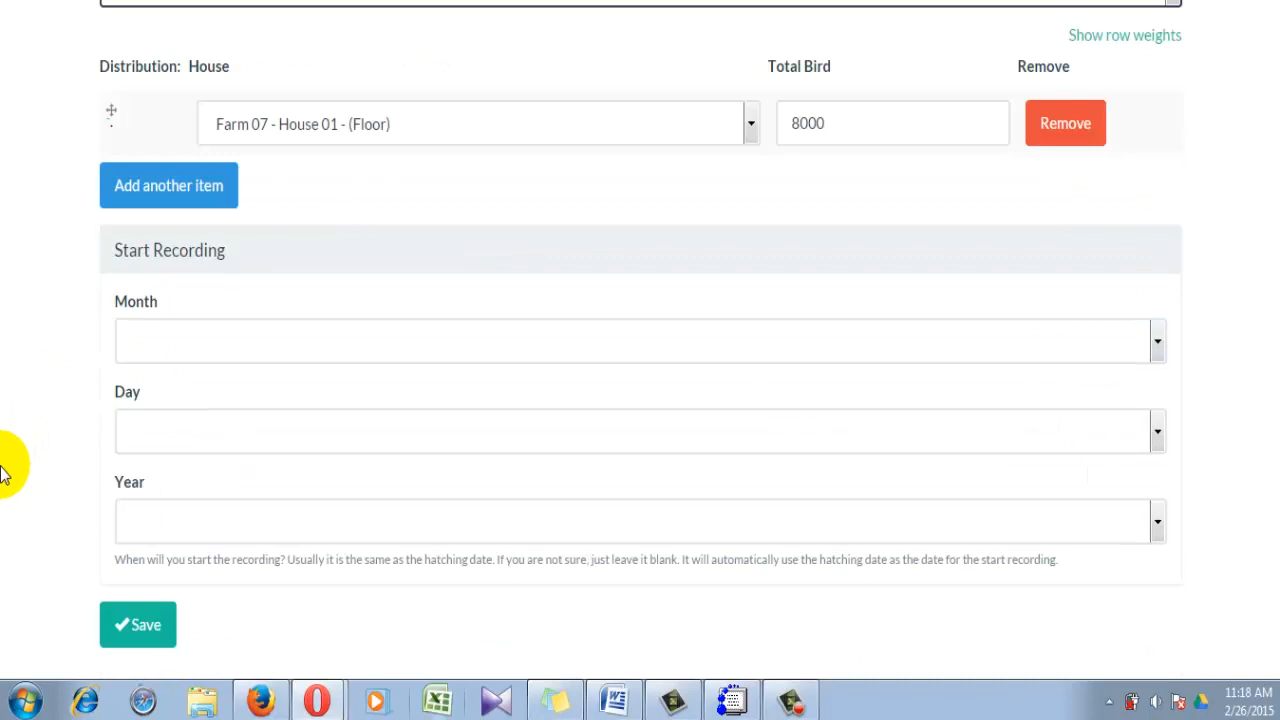 Show row weights
Distribution: House Total Bird Remove
Farm 07 - House 01 - (Floor) 8000 Remove
Add another item
Start Recording
Month
Day
Year
When will you start the recording? Usually it is the same as the hatching date. If you are not sure, just leave it blank. It will automatically use the hatching date as the date for the start recording.
Save
11:18 AM
2/26/2015